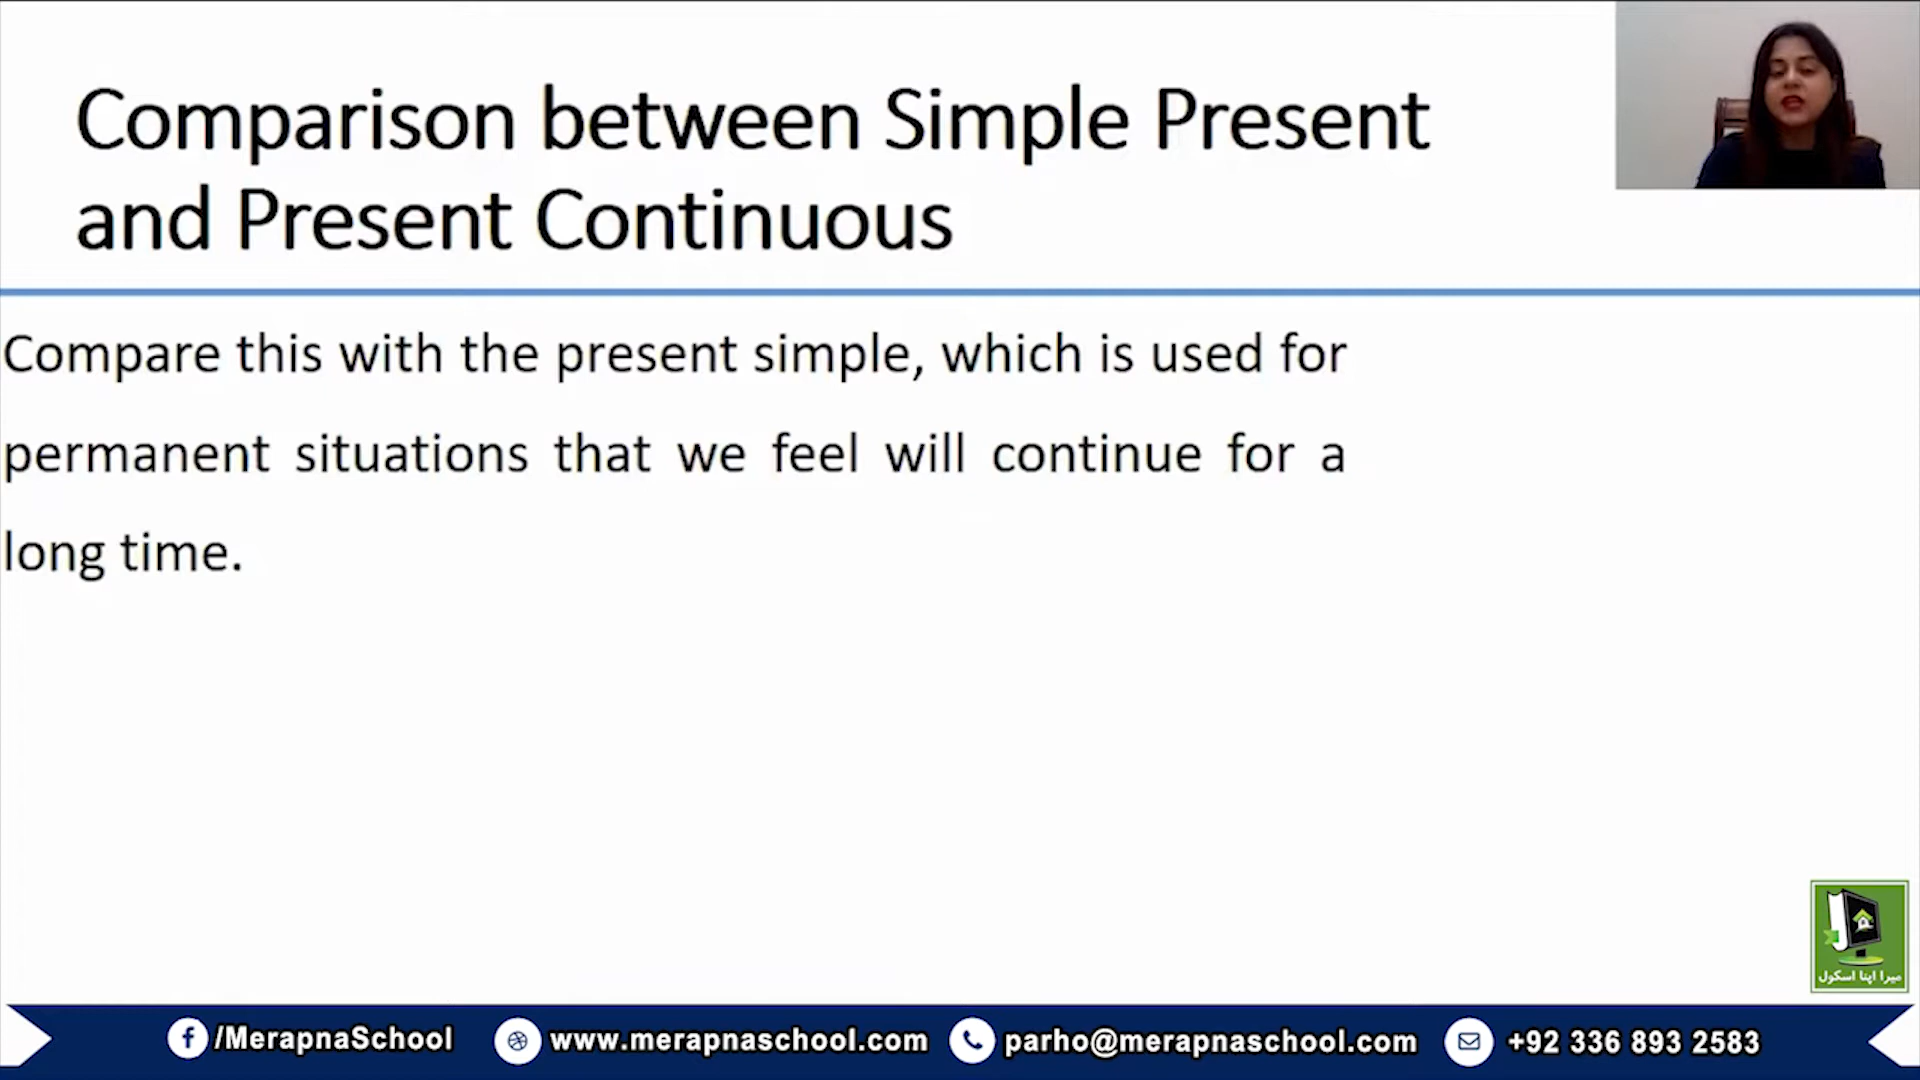 Comparison between Simple Present
and Present Continuous
Compare this with the present simple, which is used for
permanent situations that we feel will continue for a
long time.
میرا اپنا اسکول
/MerapnaSchool
www.merapnaschool.com
parho@merapnaschool.com
+92 336 893 2583